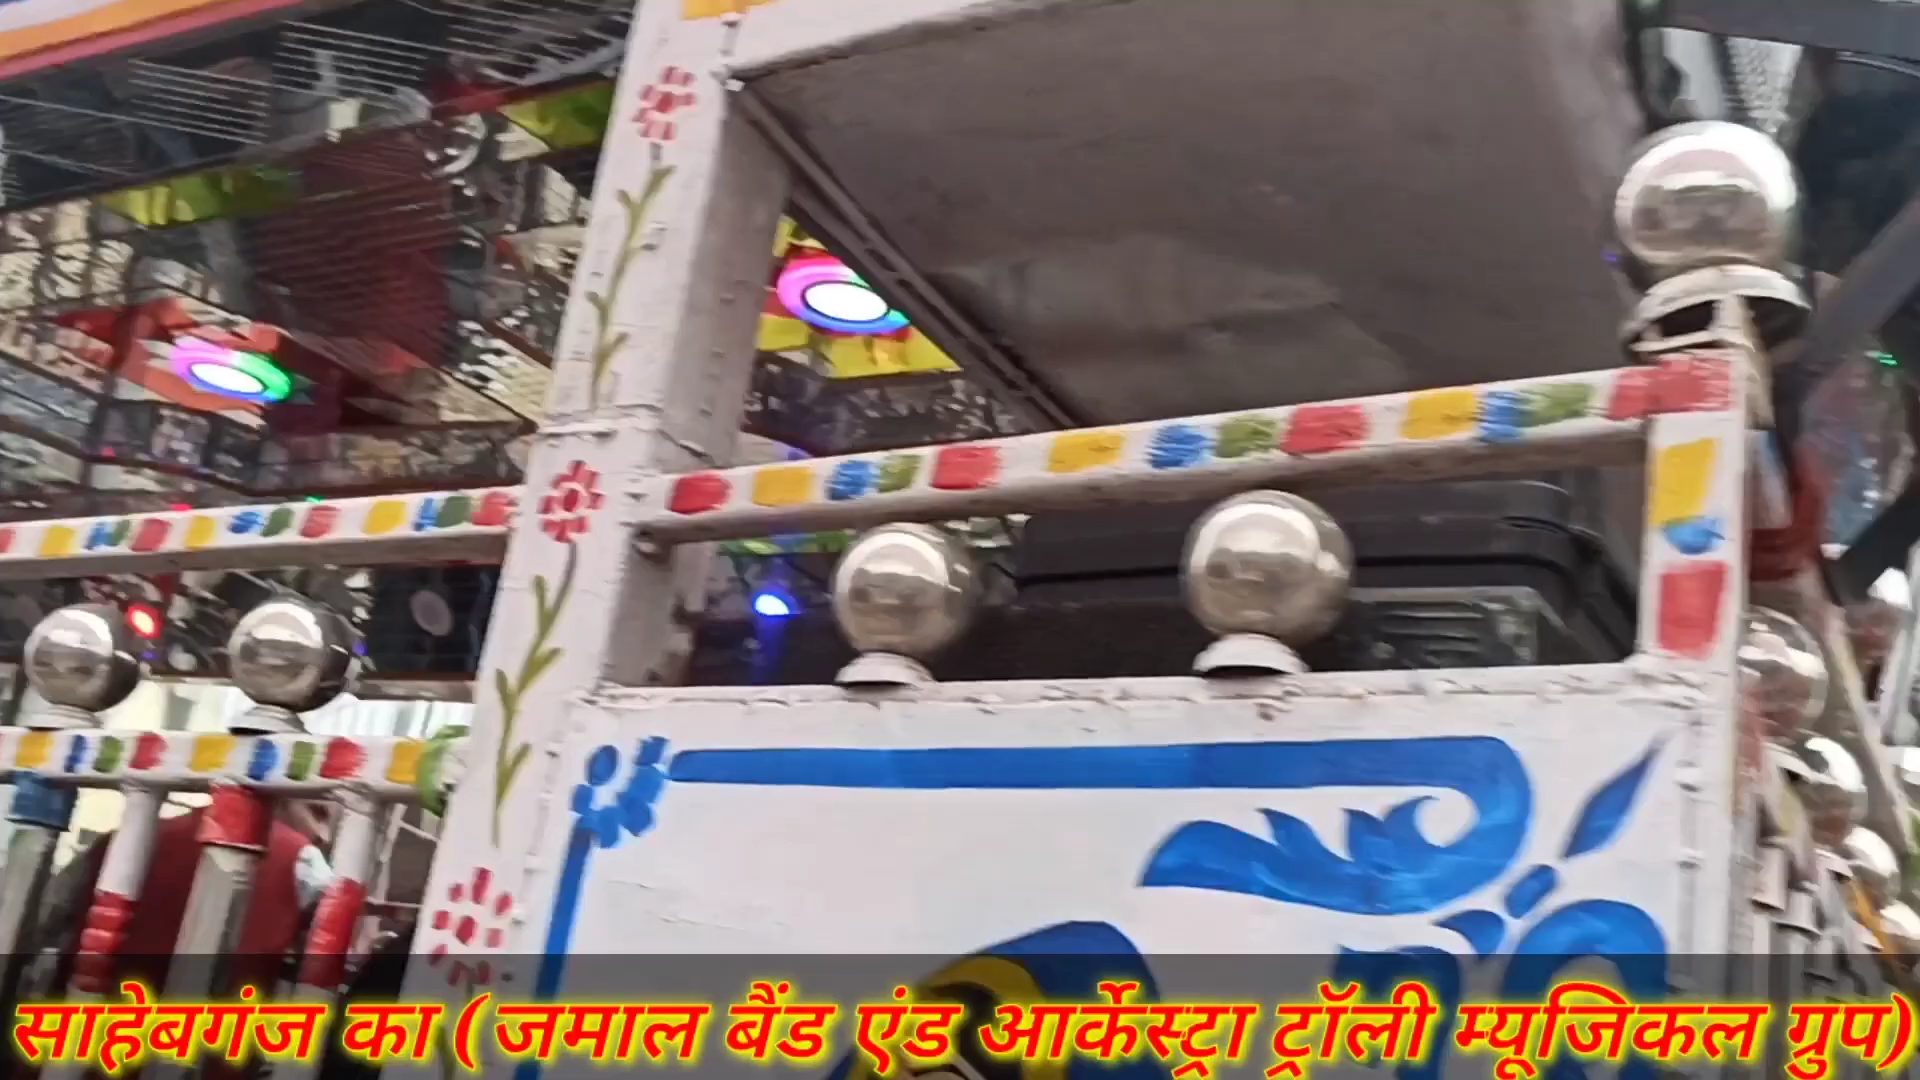 साहेबगंज का (जमाल बैंड एंड आर्केस्ट्रा ट्रॉली म्यूजिकल ग्रुप)